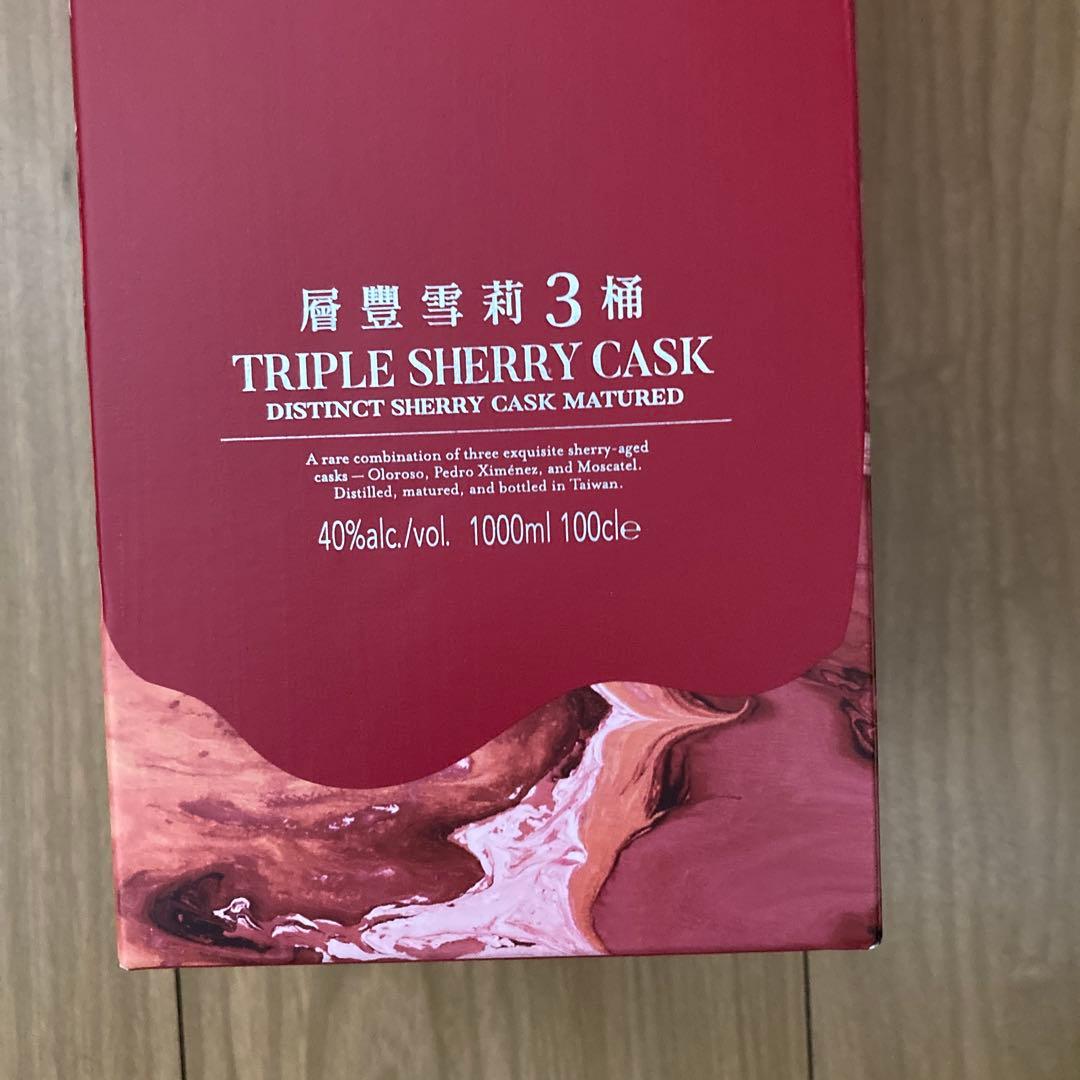 層豐雪莉3桶
TRIPLE SHERRY CASK
DISTINCT SHERRY CASK MATURED
A rare combination of three exquisite sherry-aged
casks — Oloroso, Pedro Ximénez, and Moscatel.
Distilled, matured, and bottled in Taiwan.
40%alc./vol. 1000ml 100cl℮